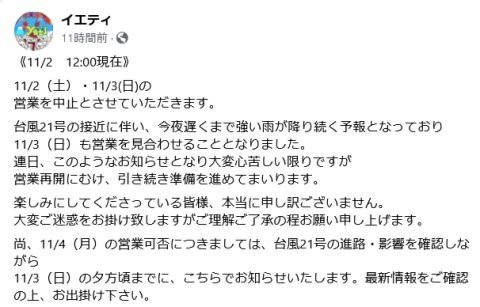 イエティ
11時間前・
《11/2　12:00現在》
11/2（土）・11/3(日)の
営業を中止とさせていただきます。
台風21号の接近に伴い、今夜遅くまで強い雨が降り続く予報となっており
11/3（日）も営業を見合わせることとなりました。
連日、このようなお知らせとなり大変心苦しい限りですが
営業再開にむけ、引き続き準備を進めてまいります。
楽しみにしてくださっている皆様、本当に申し訳ございません。
大変ご迷惑をお掛け致しますがご理解ご了承の程お願い申し上げます。
尚、11/4（月）の営業可否につきましては、台風21号の進路・影響を確認しな
がら
11/3（日）の夕方頃までに、こちらでお知らせいたします。最新情報をご確認
の上、お出掛け下さい。